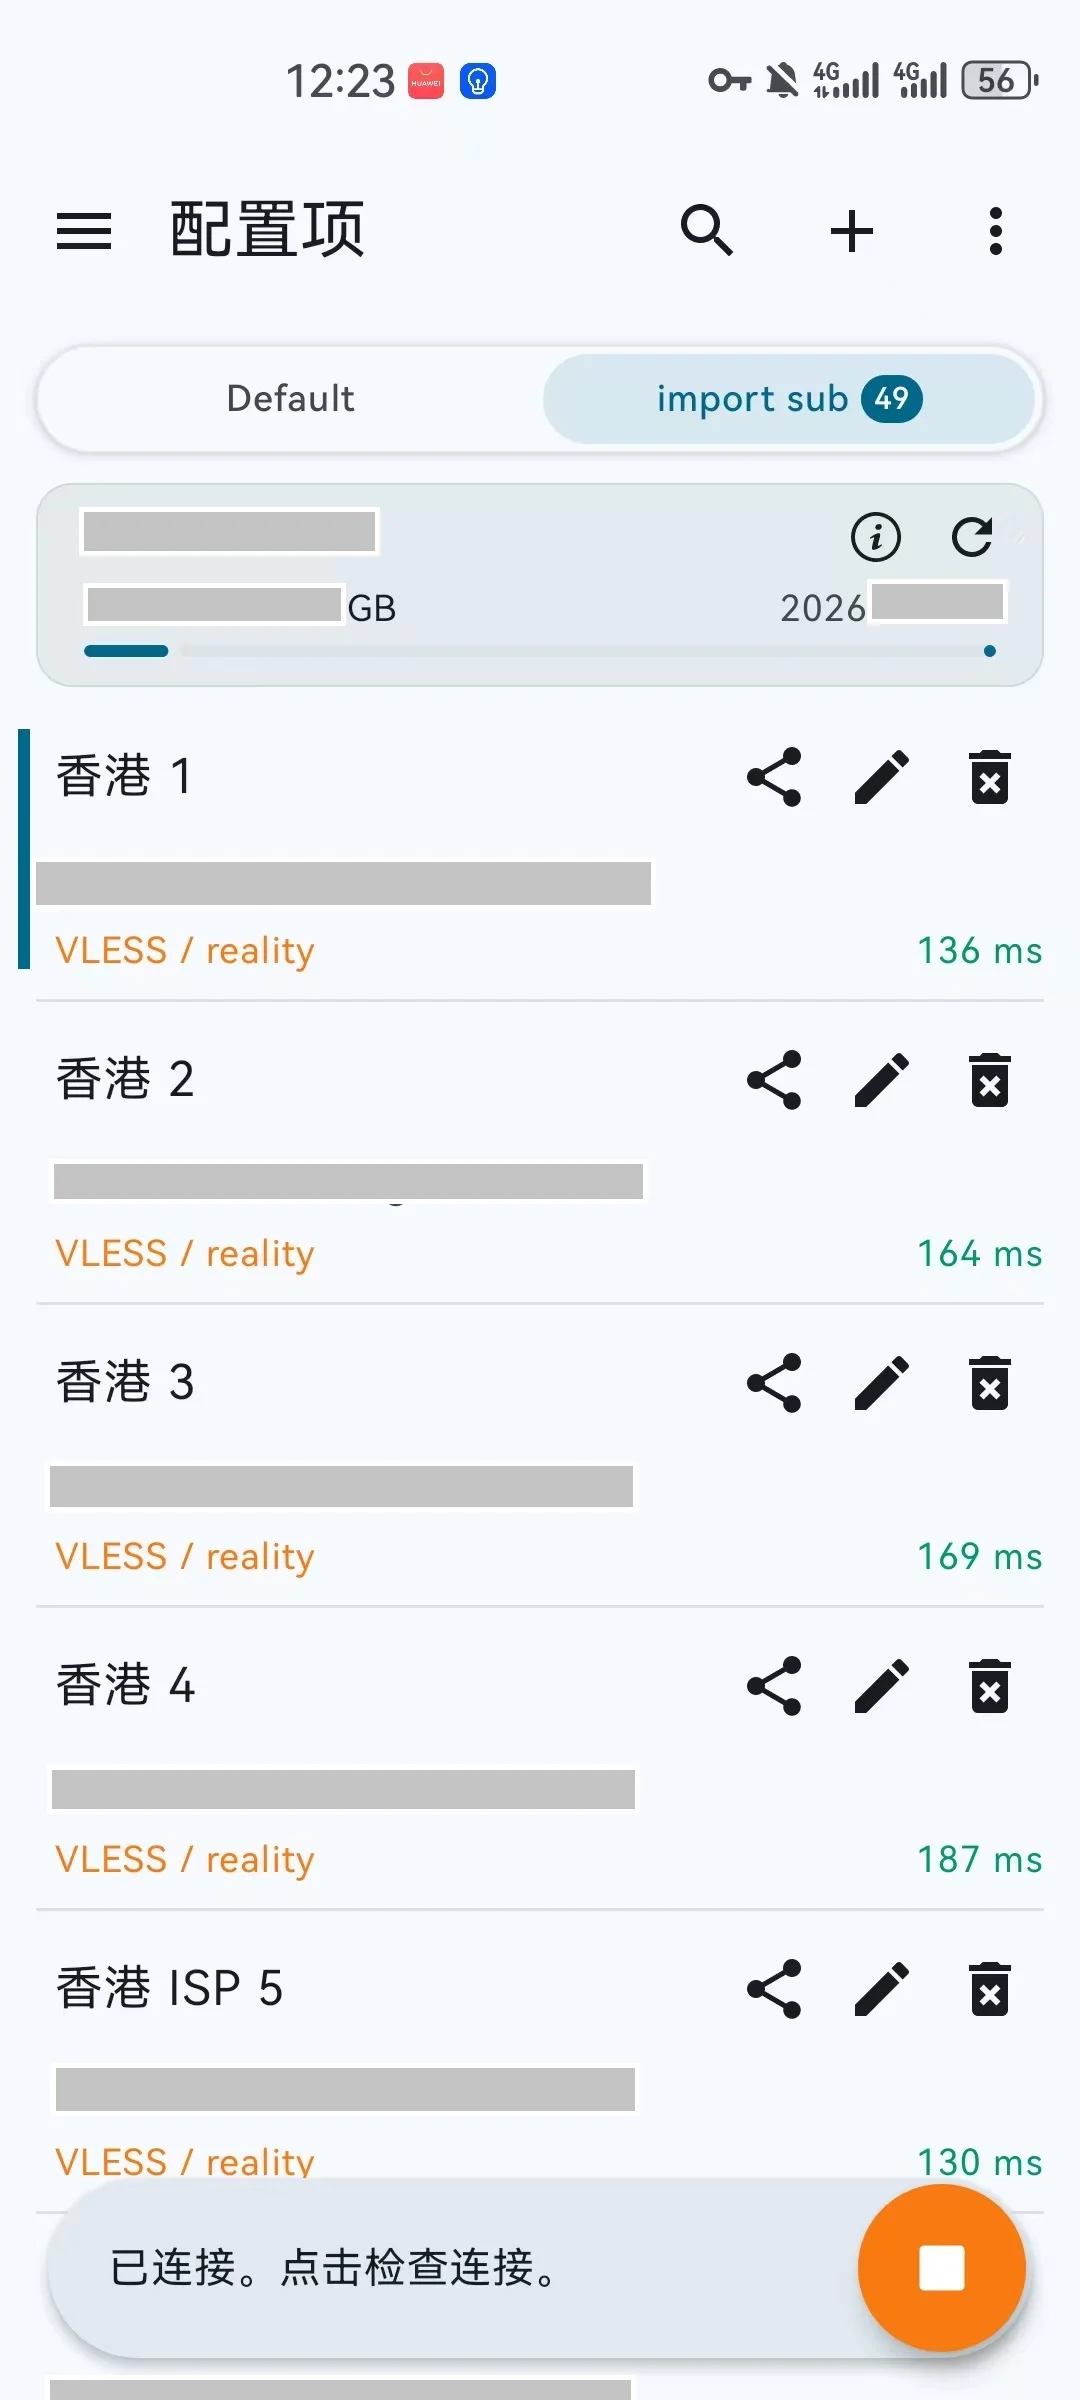 12:23 HUAWEI 4G 4G 56
配置项
Default import sub 49
GB 2026
香港 1
VLESS / reality 136 ms
香港 2
VLESS / reality 164 ms
香港 3
VLESS / reality 169 ms
香港 4
VLESS / reality 187 ms
香港 ISP 5
VLESS / reality 130 ms
已连接。点击检查连接。